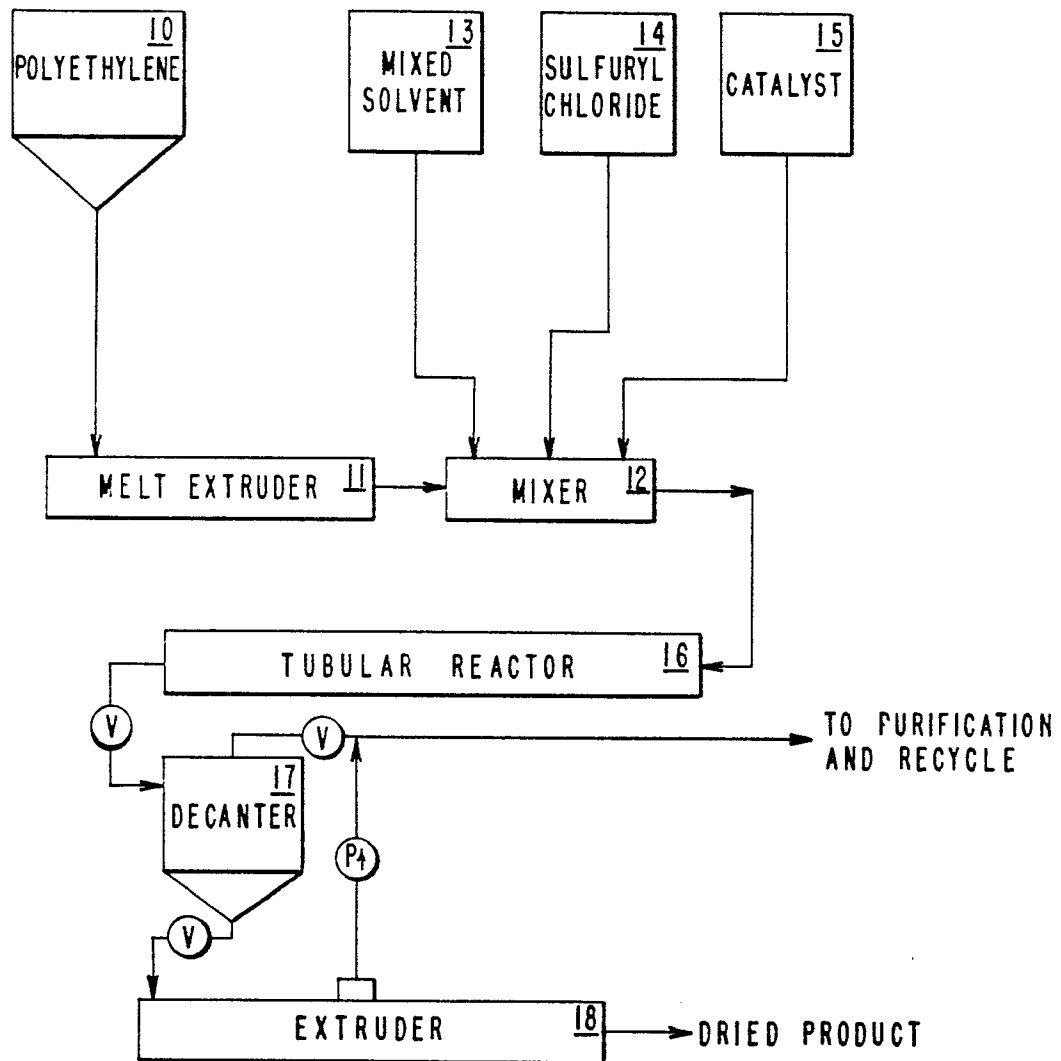 10
POLYETHYLENE
13
MIXED
SOLVENT
14
SULFURYL
CHLORIDE
15
CATALYST
MELT EXTRUDER 11
MIXER 12
TUBULAR REACTOR 16
V
V
TO PURIFICATION
AND RECYCLE
17
DECANTER
P
V
EXTRUDER 18
DRIED PRODUCT